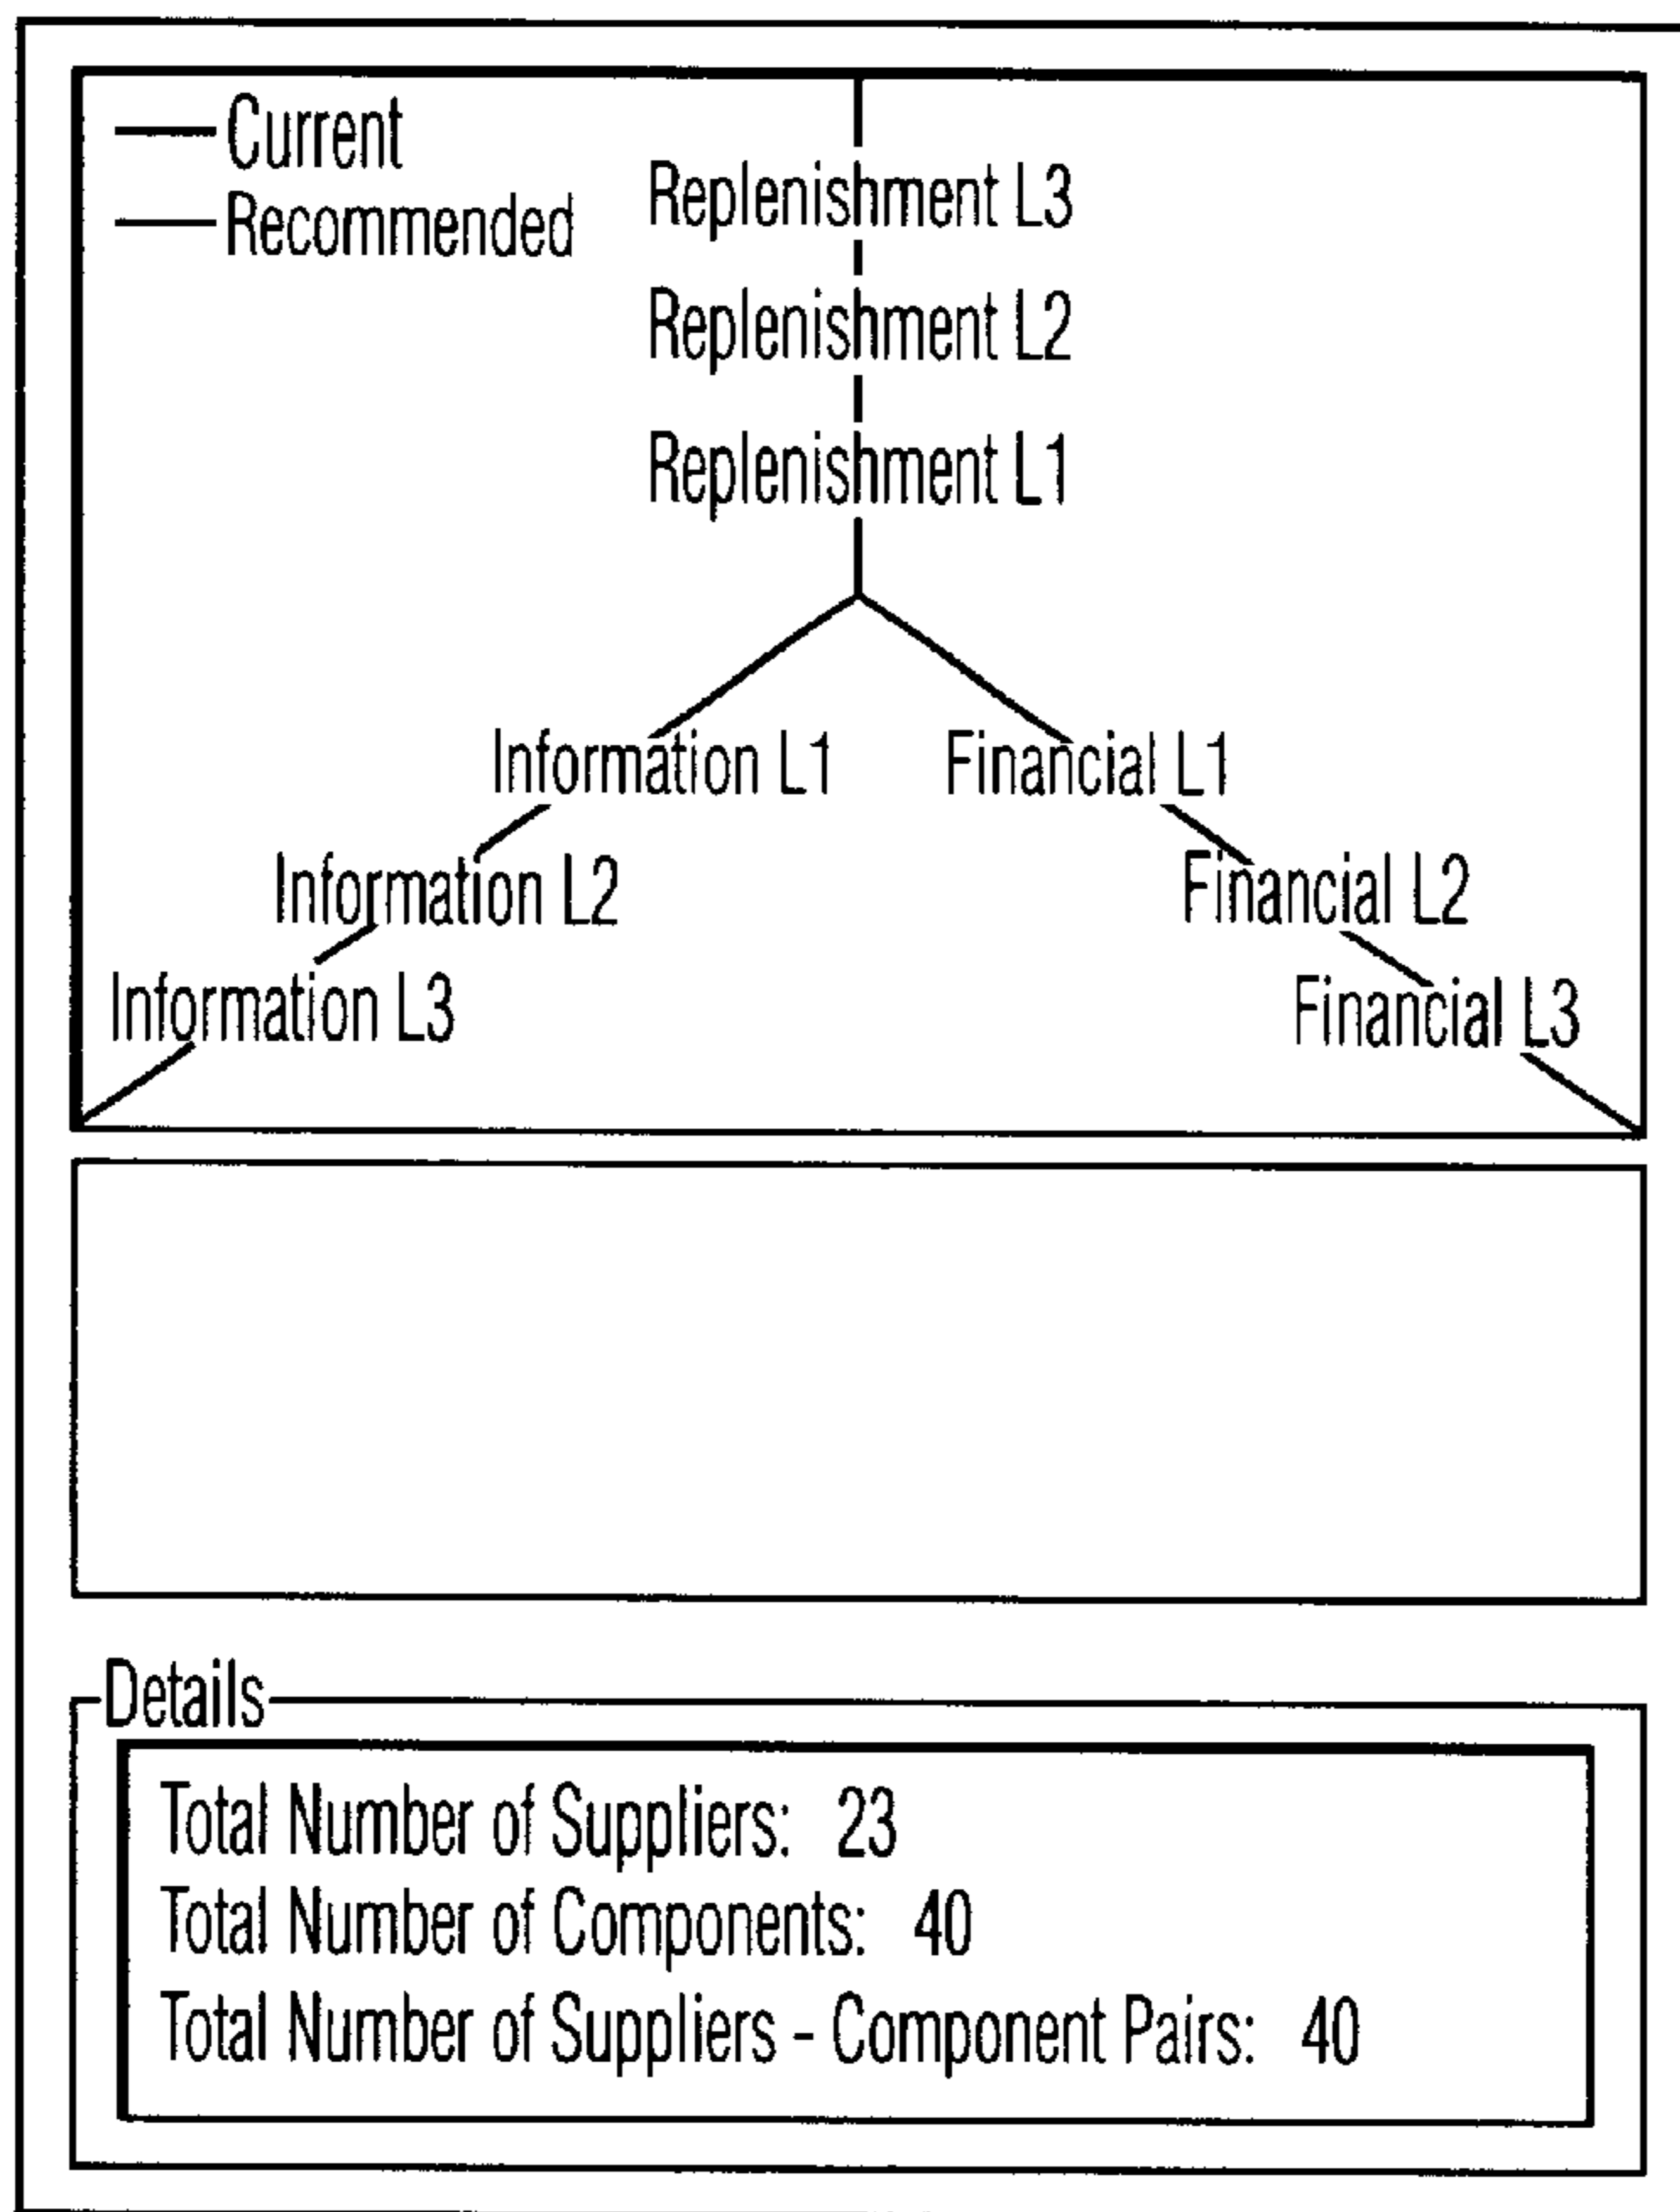 Current
Recommended
Replenishment L3
Replenishment L2
Replenishment L1
Information L1
Financial L1
Information L2
Financial L2
Information L3
Financial L3
Details
Total Number of Suppliers: 23
Total Number of Components: 40
Total Number of Suppliers - Component Pairs: 40